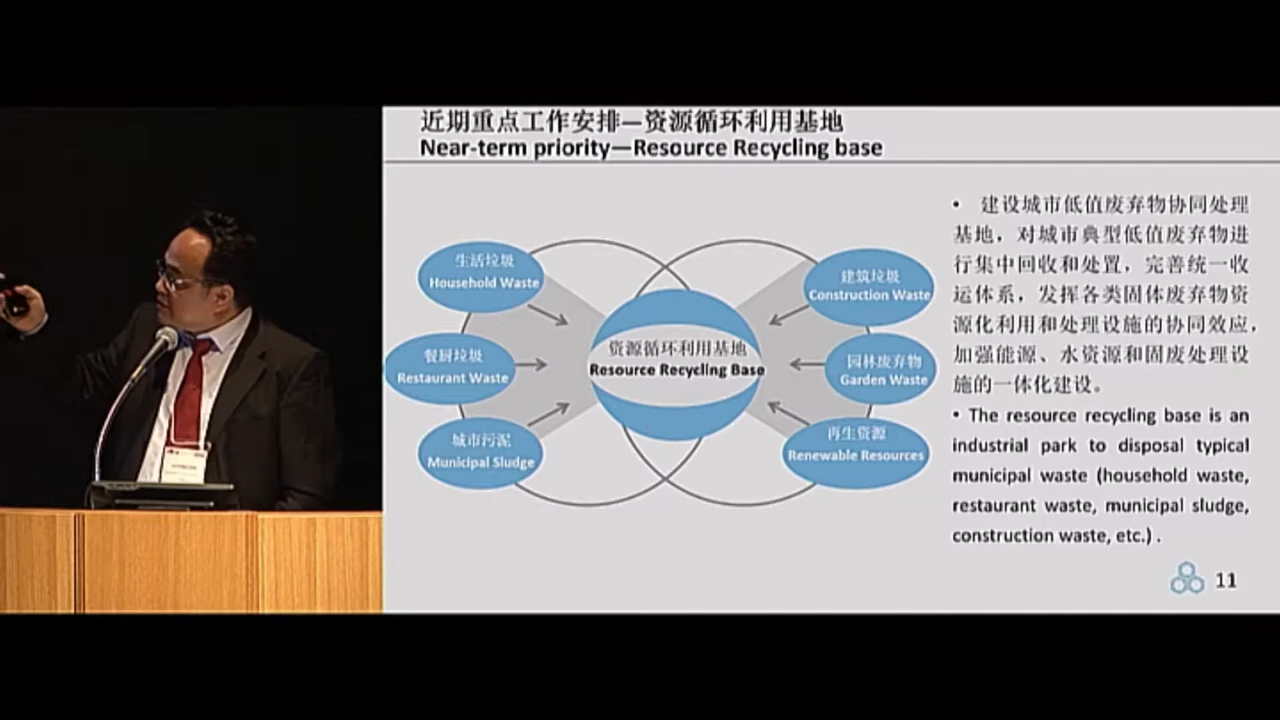 近期重点工作安排—资源循环利用基地
Near-term priority—Resource Recycling base
生活垃圾
Household Waste
餐厨垃圾
Restaurant Waste
城市污泥
Municipal Sludge
资源循环利用基地
Resource Recycling Base
建筑垃圾
Construction Waste
园林废弃物
Garden Waste
再生资源
Renewable Resources
• 建设城市低值废弃物协同处理
基地，对城市典型低值废弃物进
行集中回收和处置，完善统一收
运体系，发挥各类固体废弃物资
源化利用和处理设施的协同效应，
加强能源、水资源和固废处理设
施的一体化建设。
• The resource recycling base is an
industrial park to disposal typical
municipal waste (household waste,
restaurant waste, municipal sludge,
construction waste, etc.) .
11